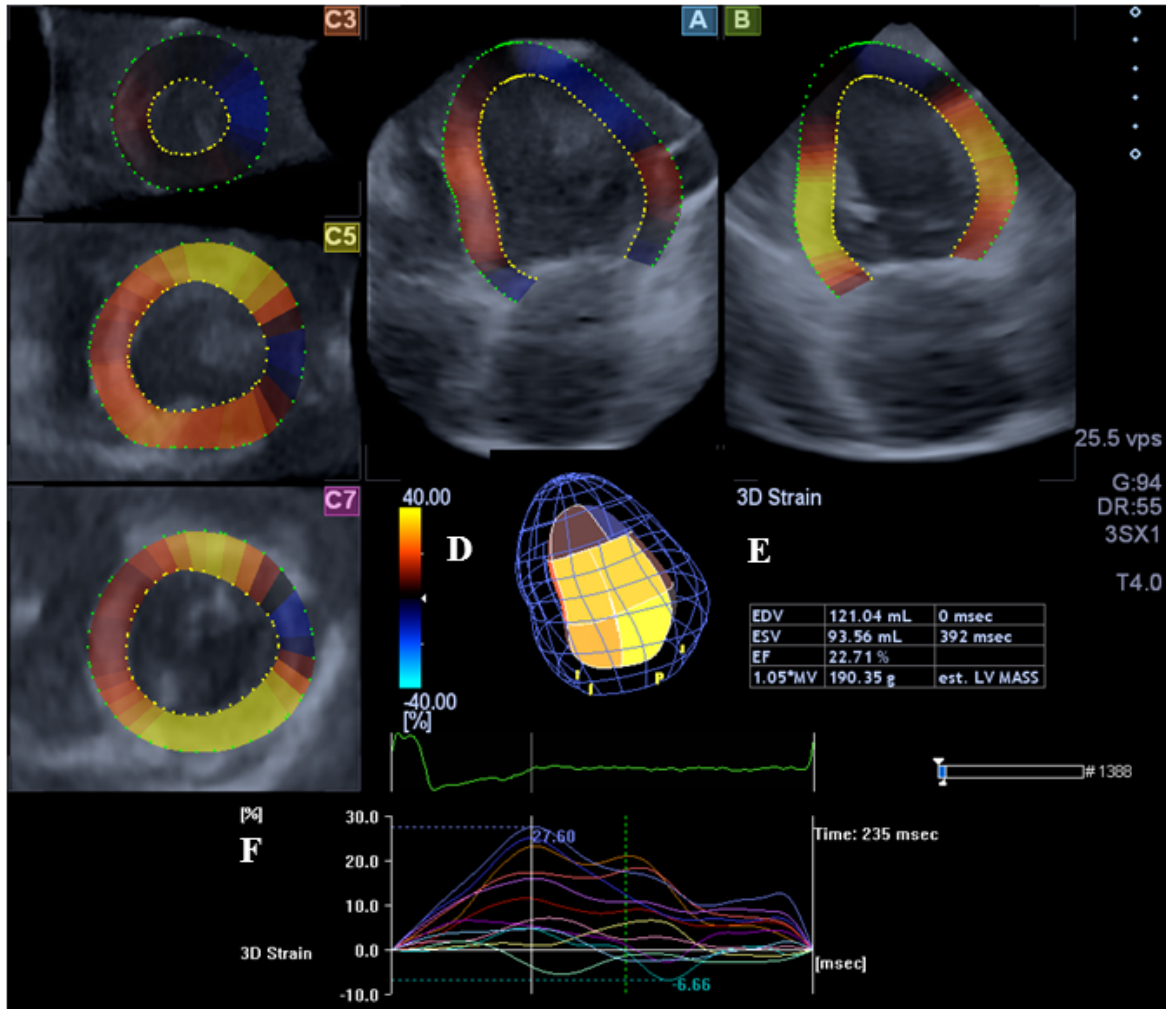 C3
A
B
C5
25.5 vps
G:94
DR:55
3SX1
T4.0
C7
40.00
D
-40.00
[%]
3D Strain
E
EDV 121.04 mL 0 msec
ESV 93.56 mL 392 msec
EF 22.71 %
1.05*MV 190.35 g est. LV MASS
P
# 1388
[%]
F
30.0
20.0
10.0
0.0
-10.0
27.60
-6.66
3D Strain
Time: 235 msec
[msec]